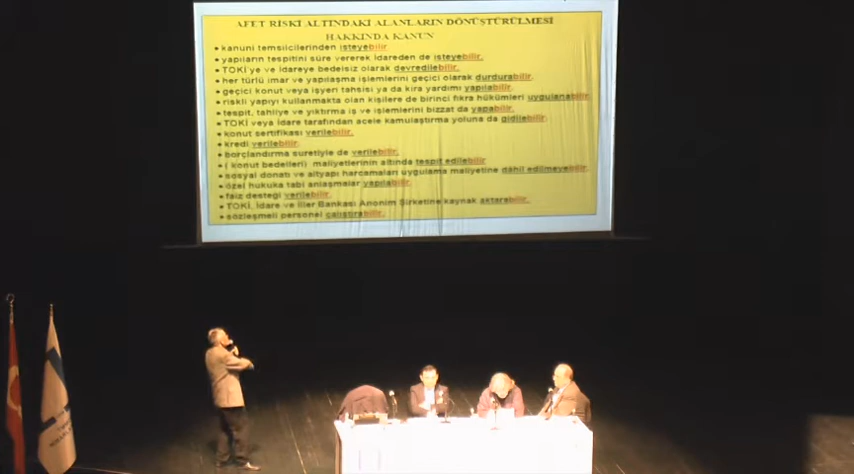 AFET RİSKİ ALTINDAKİ ALANLARIN DÖNÜŞTÜRÜLMESİ
HAKKINDA KANUN
• kanuni temsilcilerinden isteyebilir
• yapıların tespitini süre vererek İdareden de isteyebilir.
• TOKİ'ye ve İdareye bedelsiz olarak devredilebilir.
• her türlü imar ve yapılaşma işlemlerini geçici olarak durdurabilir.
• geçici konut veya işyeri tahsisi ya da kira yardımı yapılabilir.
• riskli yapıyı kullanmakta olan kişilere de birinci fıkra hükümleri uygulanabilir.
• tespit, tahliye ve yıktırma iş ve işlemlerini bizzat da yapabilir.
• TOKİ veya İdare tarafından acele kamulaştırma yoluna da gidilebilir.
• konut sertifikası verilebilir.
• kredi verilebilir.
• borçlandırma suretiyle de verilebilir.
• ( konut bedelleri) maliyetlerinin altında tespit edilebilir
• sosyal donatı ve altyapı harcamaları uygulama maliyetine dâhil edilmeyebilir.
• özel hukuka tabi anlaşmalar yapılabilir.
• faiz desteği verilebilir.
• TOKİ, İdare ve İller Bankası Anonim Şirketine kaynak aktarabilir.
• sözleşmeli personel çalıştırabilir.